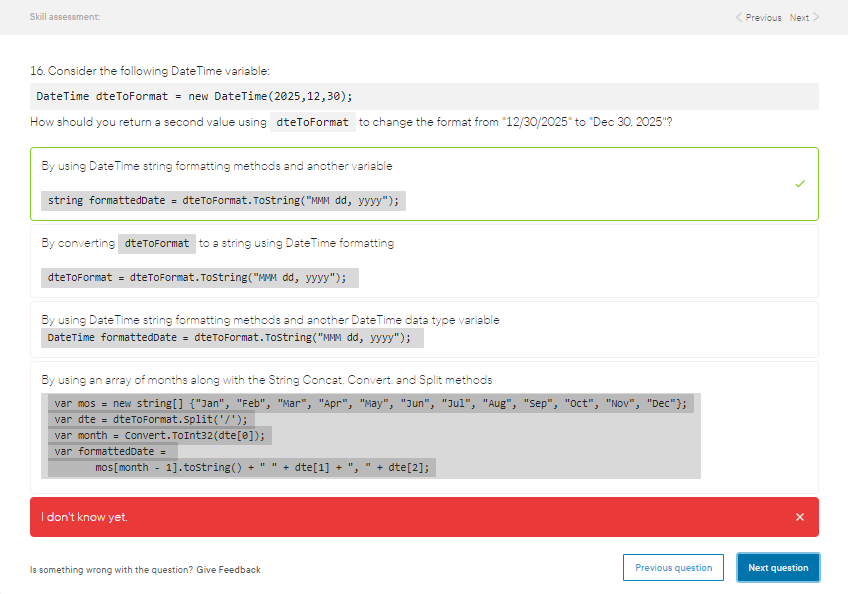 Skill assessment:
Previous Next
16. Consider the following DateTime variable:
DateTime dteToFormat = new DateTime(2025,12,30);
How should you return a second value using dteToFormat to change the format from "12/30/2025" to "Dec 30, 2025"?
By using DateTime string formatting methods and another variable
string formattedDate = dteToFormat.ToString("MMM dd, yyyy");
By converting dteToFormat to a string using DateTime formatting
dteToFormat = dteToFormat.ToString("MMM dd, yyyy");
By using DateTime string formatting methods and another DateTime data type variable
DateTime formattedDate = dteToFormat.ToString("MMM dd, yyyy");
By using an array of months along with the String Concat, Convert, and Split methods
var mos = new string[] {"Jan", "Feb", "Mar", "Apr", "May", "Jun", "Jul", "Aug", "Sep", "Oct", "Nov", "Dec"};
var dte = dteToFormat.Split('/');
var month = Convert.ToInt32(dte[0]);
var formattedDate =
mos[month - 1].toString() + " " + dte[1] + ", " + dte[2];
I don't know yet.
Is something wrong with the question? Give Feedback
Previous question
Next question